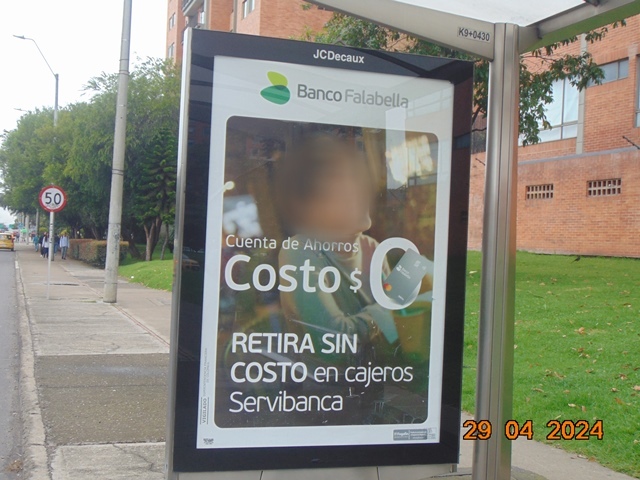 K9+0430
JCDecaux
Banco Falabella
50
Cuenta de Ahorros
Costo $0
RETIRA SIN
COSTO en cajeros
Servibanca
VIGILADO
29 04 2024